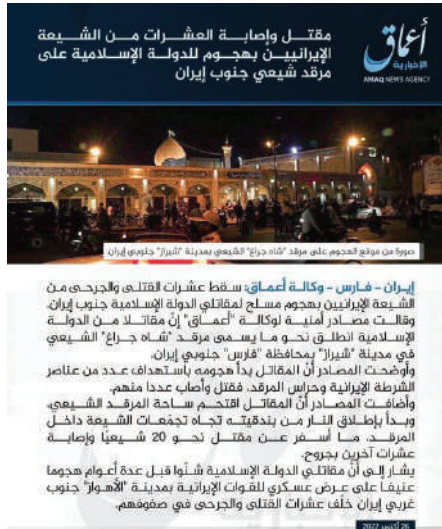 مقتل وإصابة العشرات من الشيعة
الإيرانيين بهجوم للدولة الإسلامية على
مرقد شيعي جنوب إيران
أعماق
الإخبارية
AMAQ NEWS AGENCY
صورة من موقع الهجوم على مرقد "شاه جراغ" الشيعي بمدينة "شيراز" جنوبي إيران
إيران - فارس - وكالة أعماق: سقط عشرات القتلى والجرحى من
الشيعة الإيرانيين بهجوم مسلح لمقاتلي الدولة الإسلامية جنوب إيران.
وقالت مصادر أمنية لوكالة "أعماق" إنّ مقاتلا من الدولة
الإسلامية انطلق نحو ما يسمى مرقد "شاه جراغ" الشيعي
في مدينة "شيراز" بمحافظة "فارس" جنوبي إيران.
وأوضحت المصادر أنّ المقاتل بدأ هجومه باستهداف عدد من عناصر
الشرطة الإيرانية وحراس المرقد، فقتل وأصاب عددا منهم.
وأضافت المصادر أنّ المقاتل اقتحم ساحة المرقد الشيعي،
وبدأ بإطلاق النار من بندقيته تجاه تجمّعات الشيعة داخل
المرقد، ما أسفر عن مقتل نحو 20 شيعيًا وإصابة
عشرات آخرين بجروح.
يشار إلى أنّ مقاتلي الدولة الإسلامية شنّوا قبل عدة أعوام هجوما
عنيفا على عرض عسكري للقوات الإيرانية بمدينة "الأهواز" جنوب
غربي إيران خلّف عشرات القتلى والجرحى في صفوفهم.
26 أكتوبر 2022